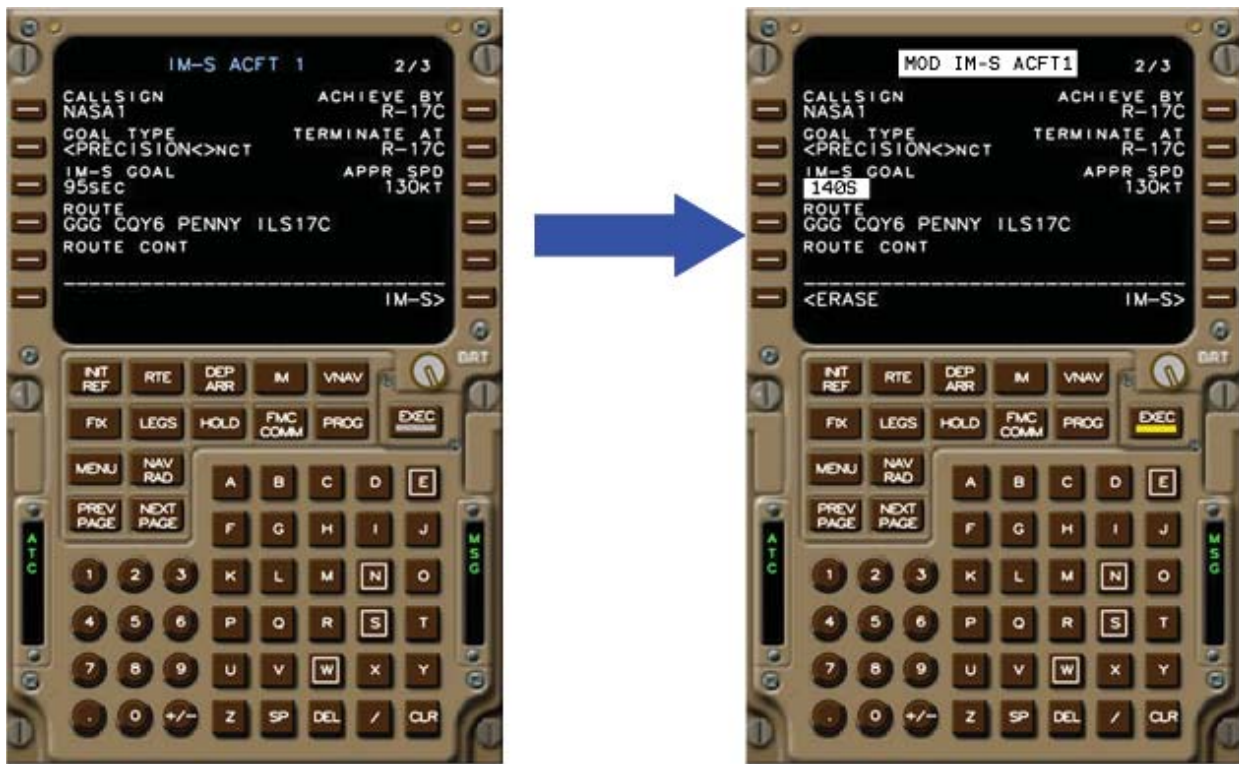 IM-S ACFT 1 2/3
CALLSIGN ACHIEVE BY
NASA1 R-17C
GOAL TYPE TERMINATE AT
<PRECISION<>NCT R-17C
IM-S GOAL APPR SPD
95SEC 130KT
ROUTE
GGG CQY6 PENNY ILS17C
ROUTE CONT
IM-S>
BRT
INIT REF RTE DEP ARR IM VNAV
FIX LEGS HOLD FMC COMM PROG EXEC
MENU NAV RAD
PREV PAGE NEXT PAGE
A B C D E
F G H I J
1 2 3 K L M N O
4 5 6 P Q R S T
7 8 9 U V W X Y
. 0 +/- Z SP DEL / CLR
ATC
MSG
MOD IM-S ACFT1 2/3
CALLSIGN ACHIEVE BY
NASA1 R-17C
GOAL TYPE TERMINATE AT
<PRECISION<>NCT R-17C
IM-S GOAL APPR SPD
140S 130KT
ROUTE
GGG CQY6 PENNY ILS17C
ROUTE CONT
<ERASE IM-S>
BRT
INIT REF RTE DEP ARR IM VNAV
FIX LEGS HOLD FMC COMM PROG EXEC
MENU NAV RAD
PREV PAGE NEXT PAGE
A B C D E
F G H I J
1 2 3 K L M N O
4 5 6 P Q R S T
7 8 9 U V W X Y
. 0 +/- Z SP DEL / CLR
ATC
MSG